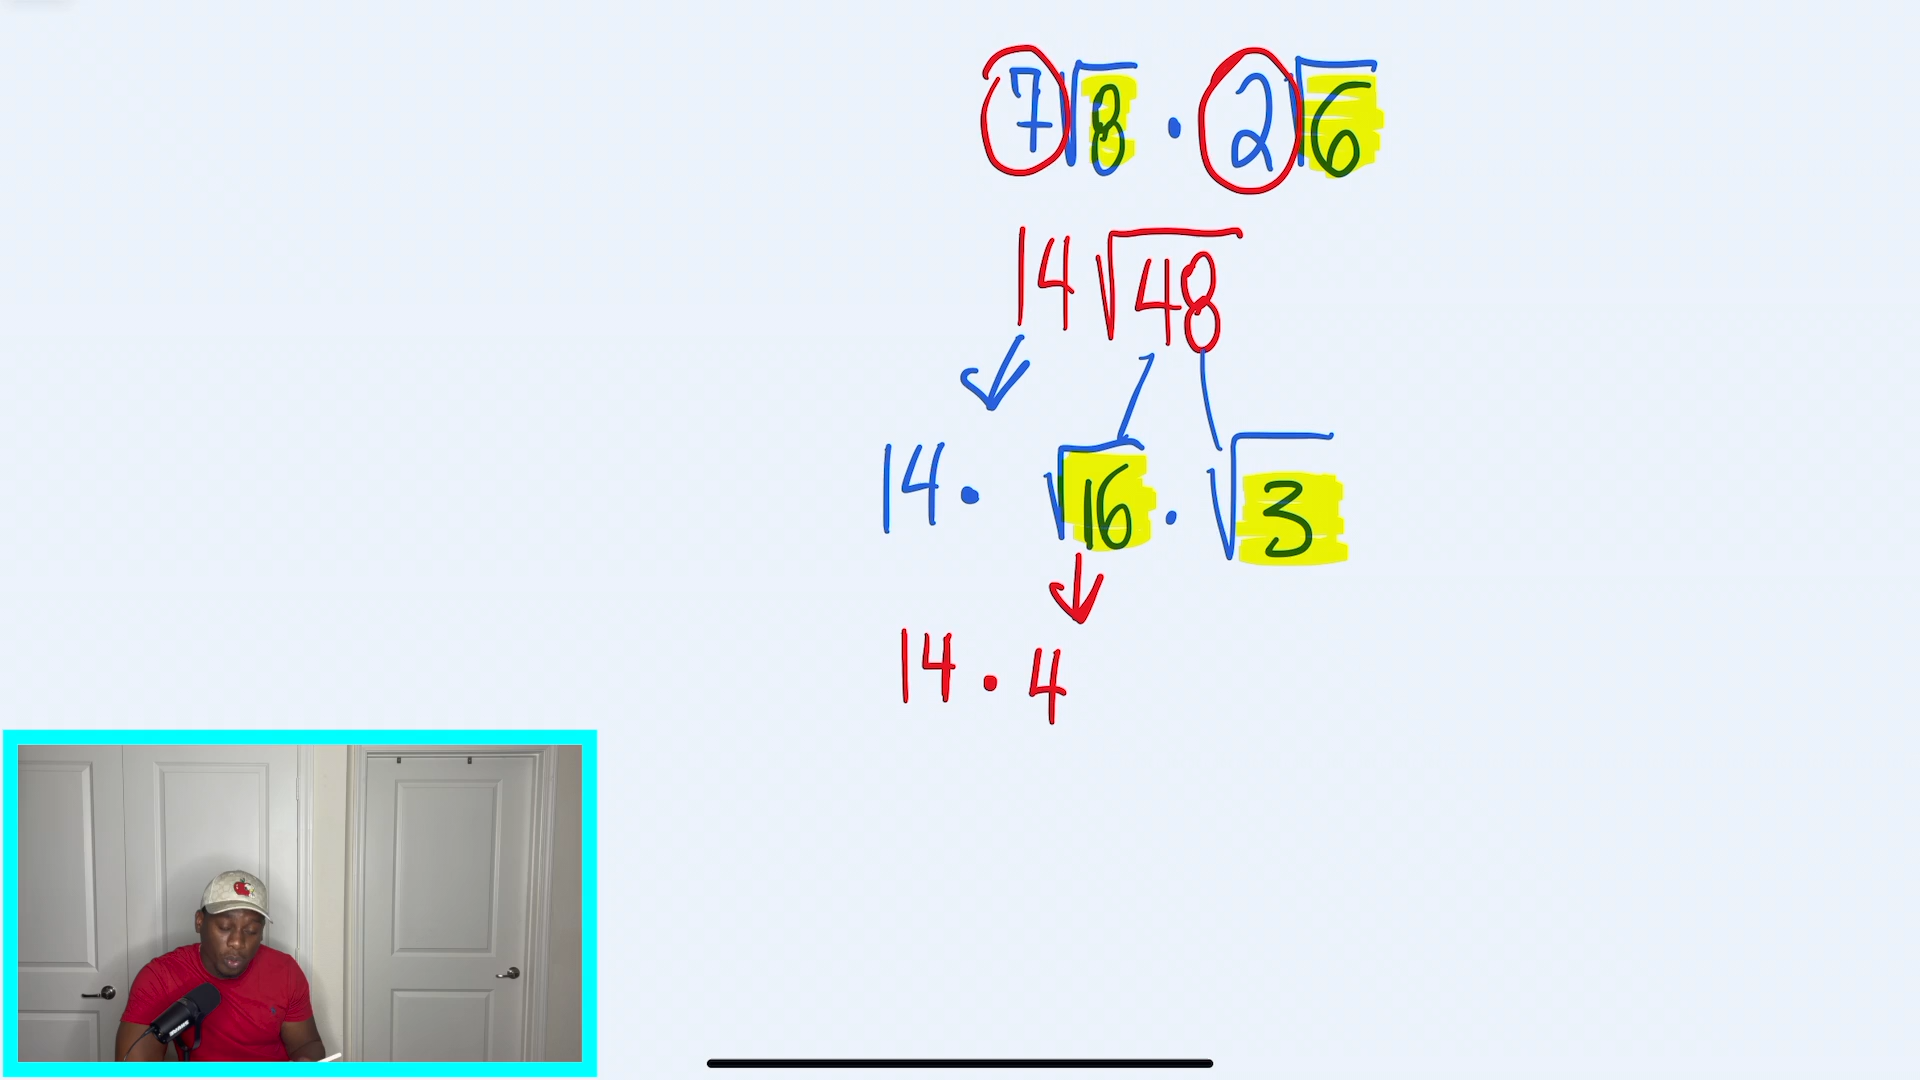 7√8 · 2√6
14√48
14 · √16 · √3
14 · 4